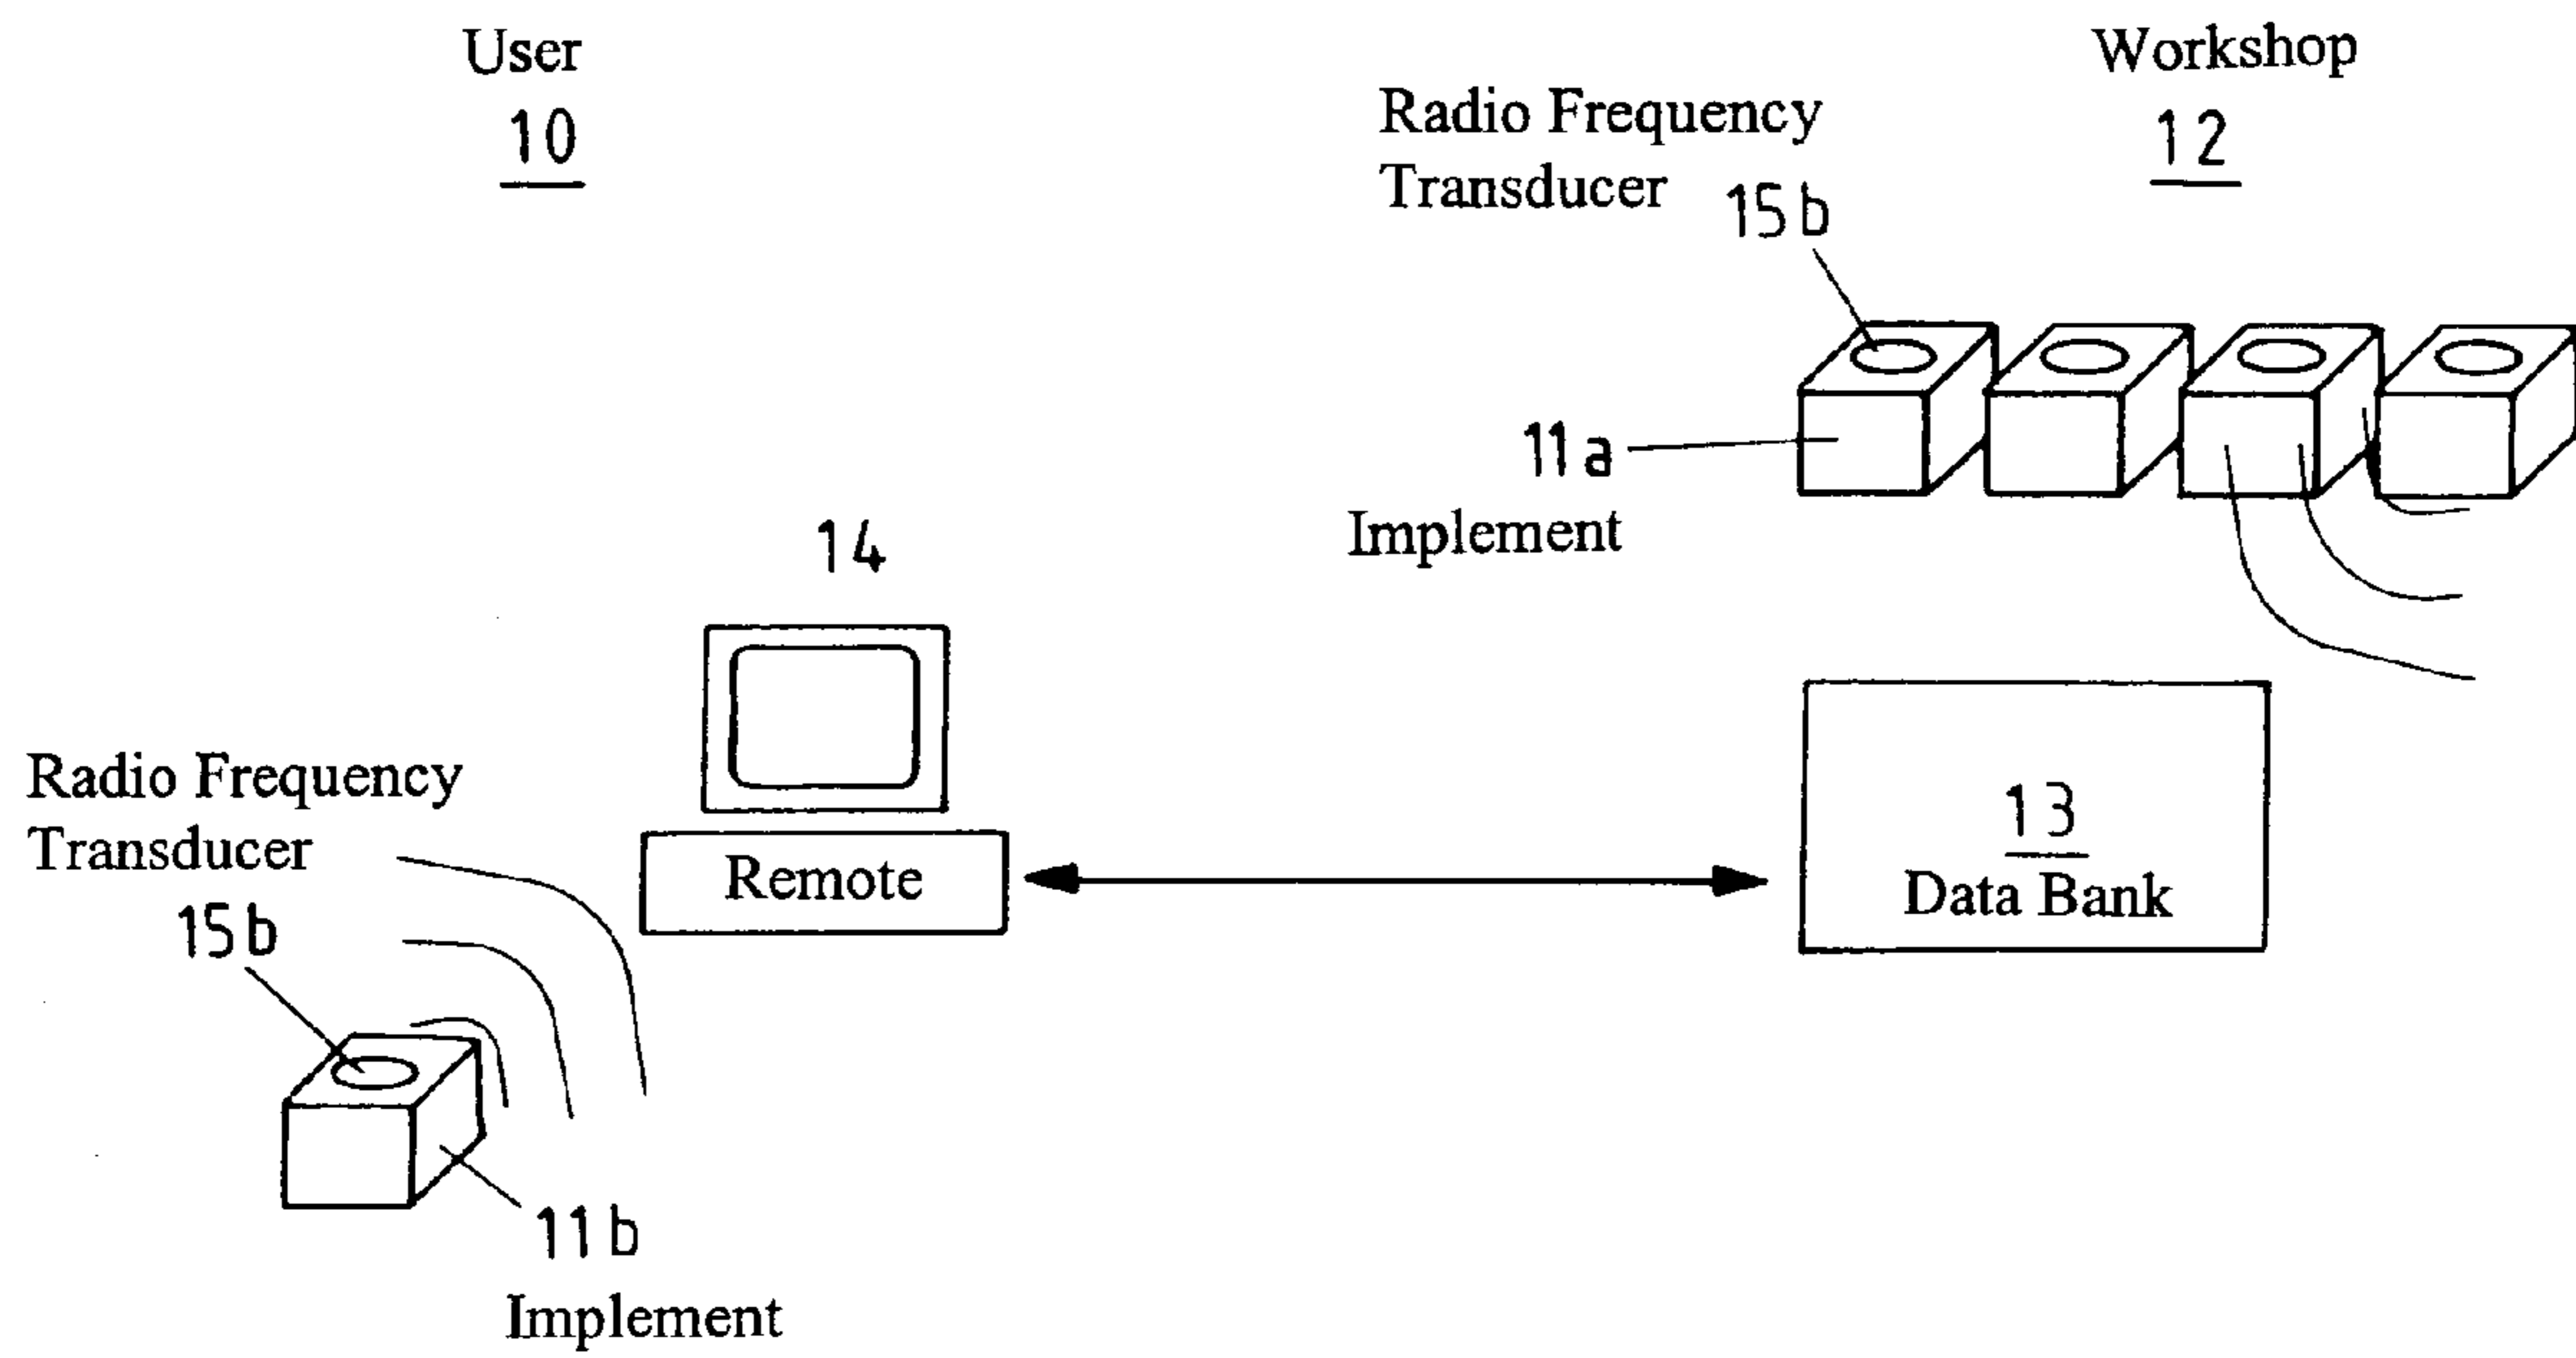 User
10
Workshop
12
Radio Frequency
Transducer
15b
11a
Implement
14
Remote
13
Data Bank
Radio Frequency
Transducer
15b
11b
Implement